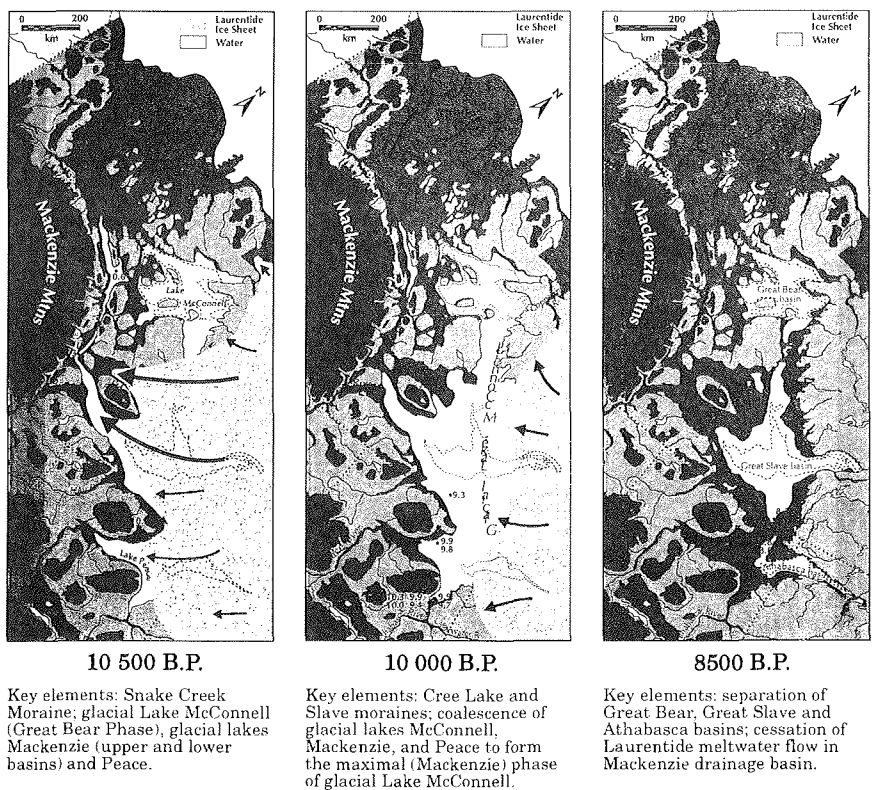 0 200
km
Laurentide
Ice Sheet
Water
N
Mackenzie Mtns
Lake
McConnell
Lake Peace
10 500 B.P.
Key elements: Snake Creek
Moraine; glacial Lake McConnell
(Great Bear Phase), glacial lakes
Mackenzie (upper and lower
basins) and Peace.
0 200
km
Laurentide
Ice Sheet
Water
N
Mackenzie Mtns
Glacial Lake McConnell
9.3
9.9
9.8
10 000 B.P.
Key elements: Cree Lake and
Slave moraines; coalescence of
glacial lakes McConnell,
Mackenzie, and Peace to form
the maximal (Mackenzie) phase
of glacial Lake McConnell.
0 200
km
Laurentide
Ice Sheet
Water
N
Mackenzie Mtns
Great Bear
basin
Great Slave basin
8500 B.P.
Key elements: separation of
Great Bear, Great Slave and
Athabasca basins; cessation of
Laurentide meltwater flow in
Mackenzie drainage basin.